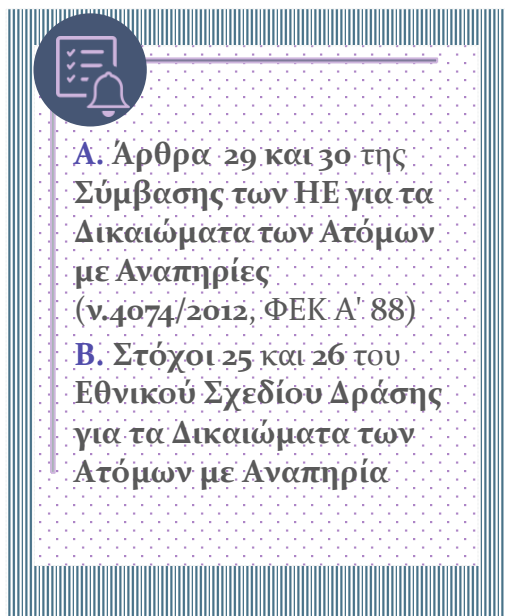 Α. Άρθρα 29 και 30 της
Σύμβασης των ΗΕ για τα
Δικαιώματα των Ατόμων
με Αναπηρίες
(ν.4074/2012, ΦΕΚ Α' 88)
Β. Στόχοι 25 και 26 του
Εθνικού Σχεδίου Δράσης
για τα Δικαιώματα των
Ατόμων με Αναπηρία